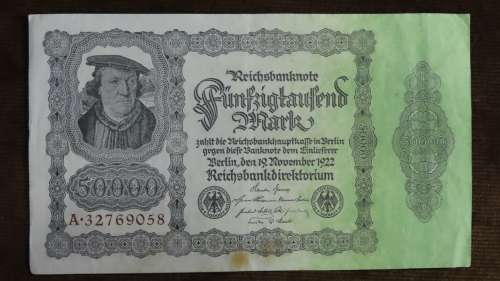 Reichsbanknote
Fünfzigtausend
Mark
zahlt die Reichsbankhauptkasse in Berlin
gegen diese Banknote dem Einlieferer
Berlin, den 19. November 1922
Reichsbankdirektorium
50000
A·32769058
50000